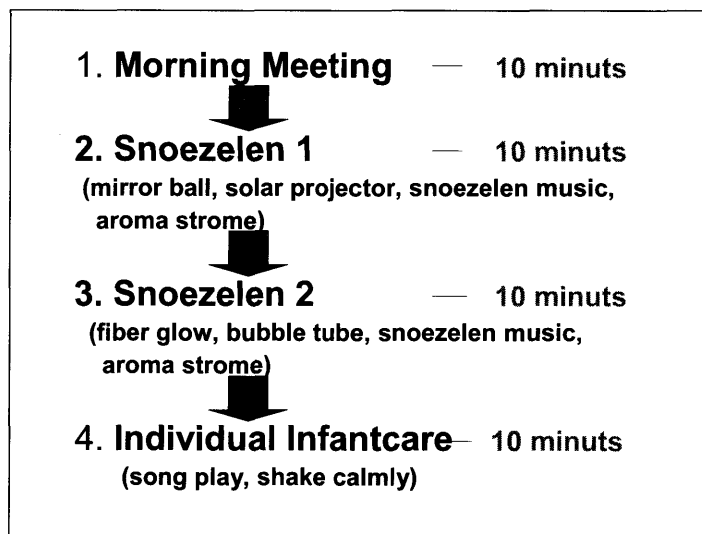 1. Morning Meeting — 10 minuts
2. Snoezelen 1 — 10 minuts
(mirror ball, solar projector, snoezelen music,
aroma strome)
3. Snoezelen 2 — 10 minuts
(fiber glow, bubble tube, snoezelen music,
aroma strome)
4. Individual Infantcare — 10 minuts
(song play, shake calmly)